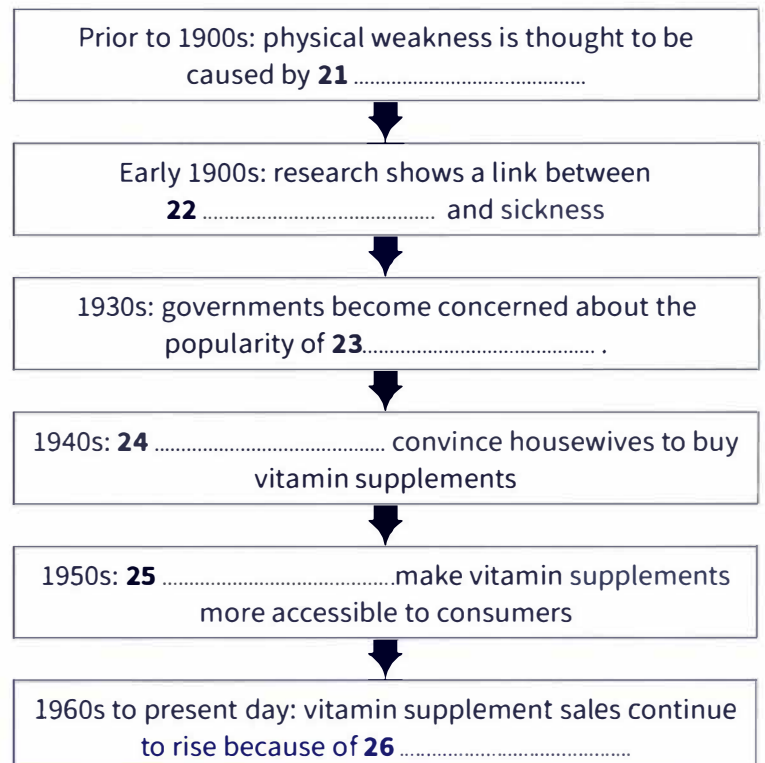 Prior to 1900s: physical weakness is thought to be
caused by 21 ............................................
Early 1900s: research shows a link between
22 ............................................ and sickness
1930s: governments become concerned about the
popularity of 23............................................ .
1940s: 24 ............................................ convince housewives to buy
vitamin supplements
1950s: 25 ............................................make vitamin supplements
more accessible to consumers
1960s to present day: vitamin supplement sales continue
to rise because of 26 ............................................